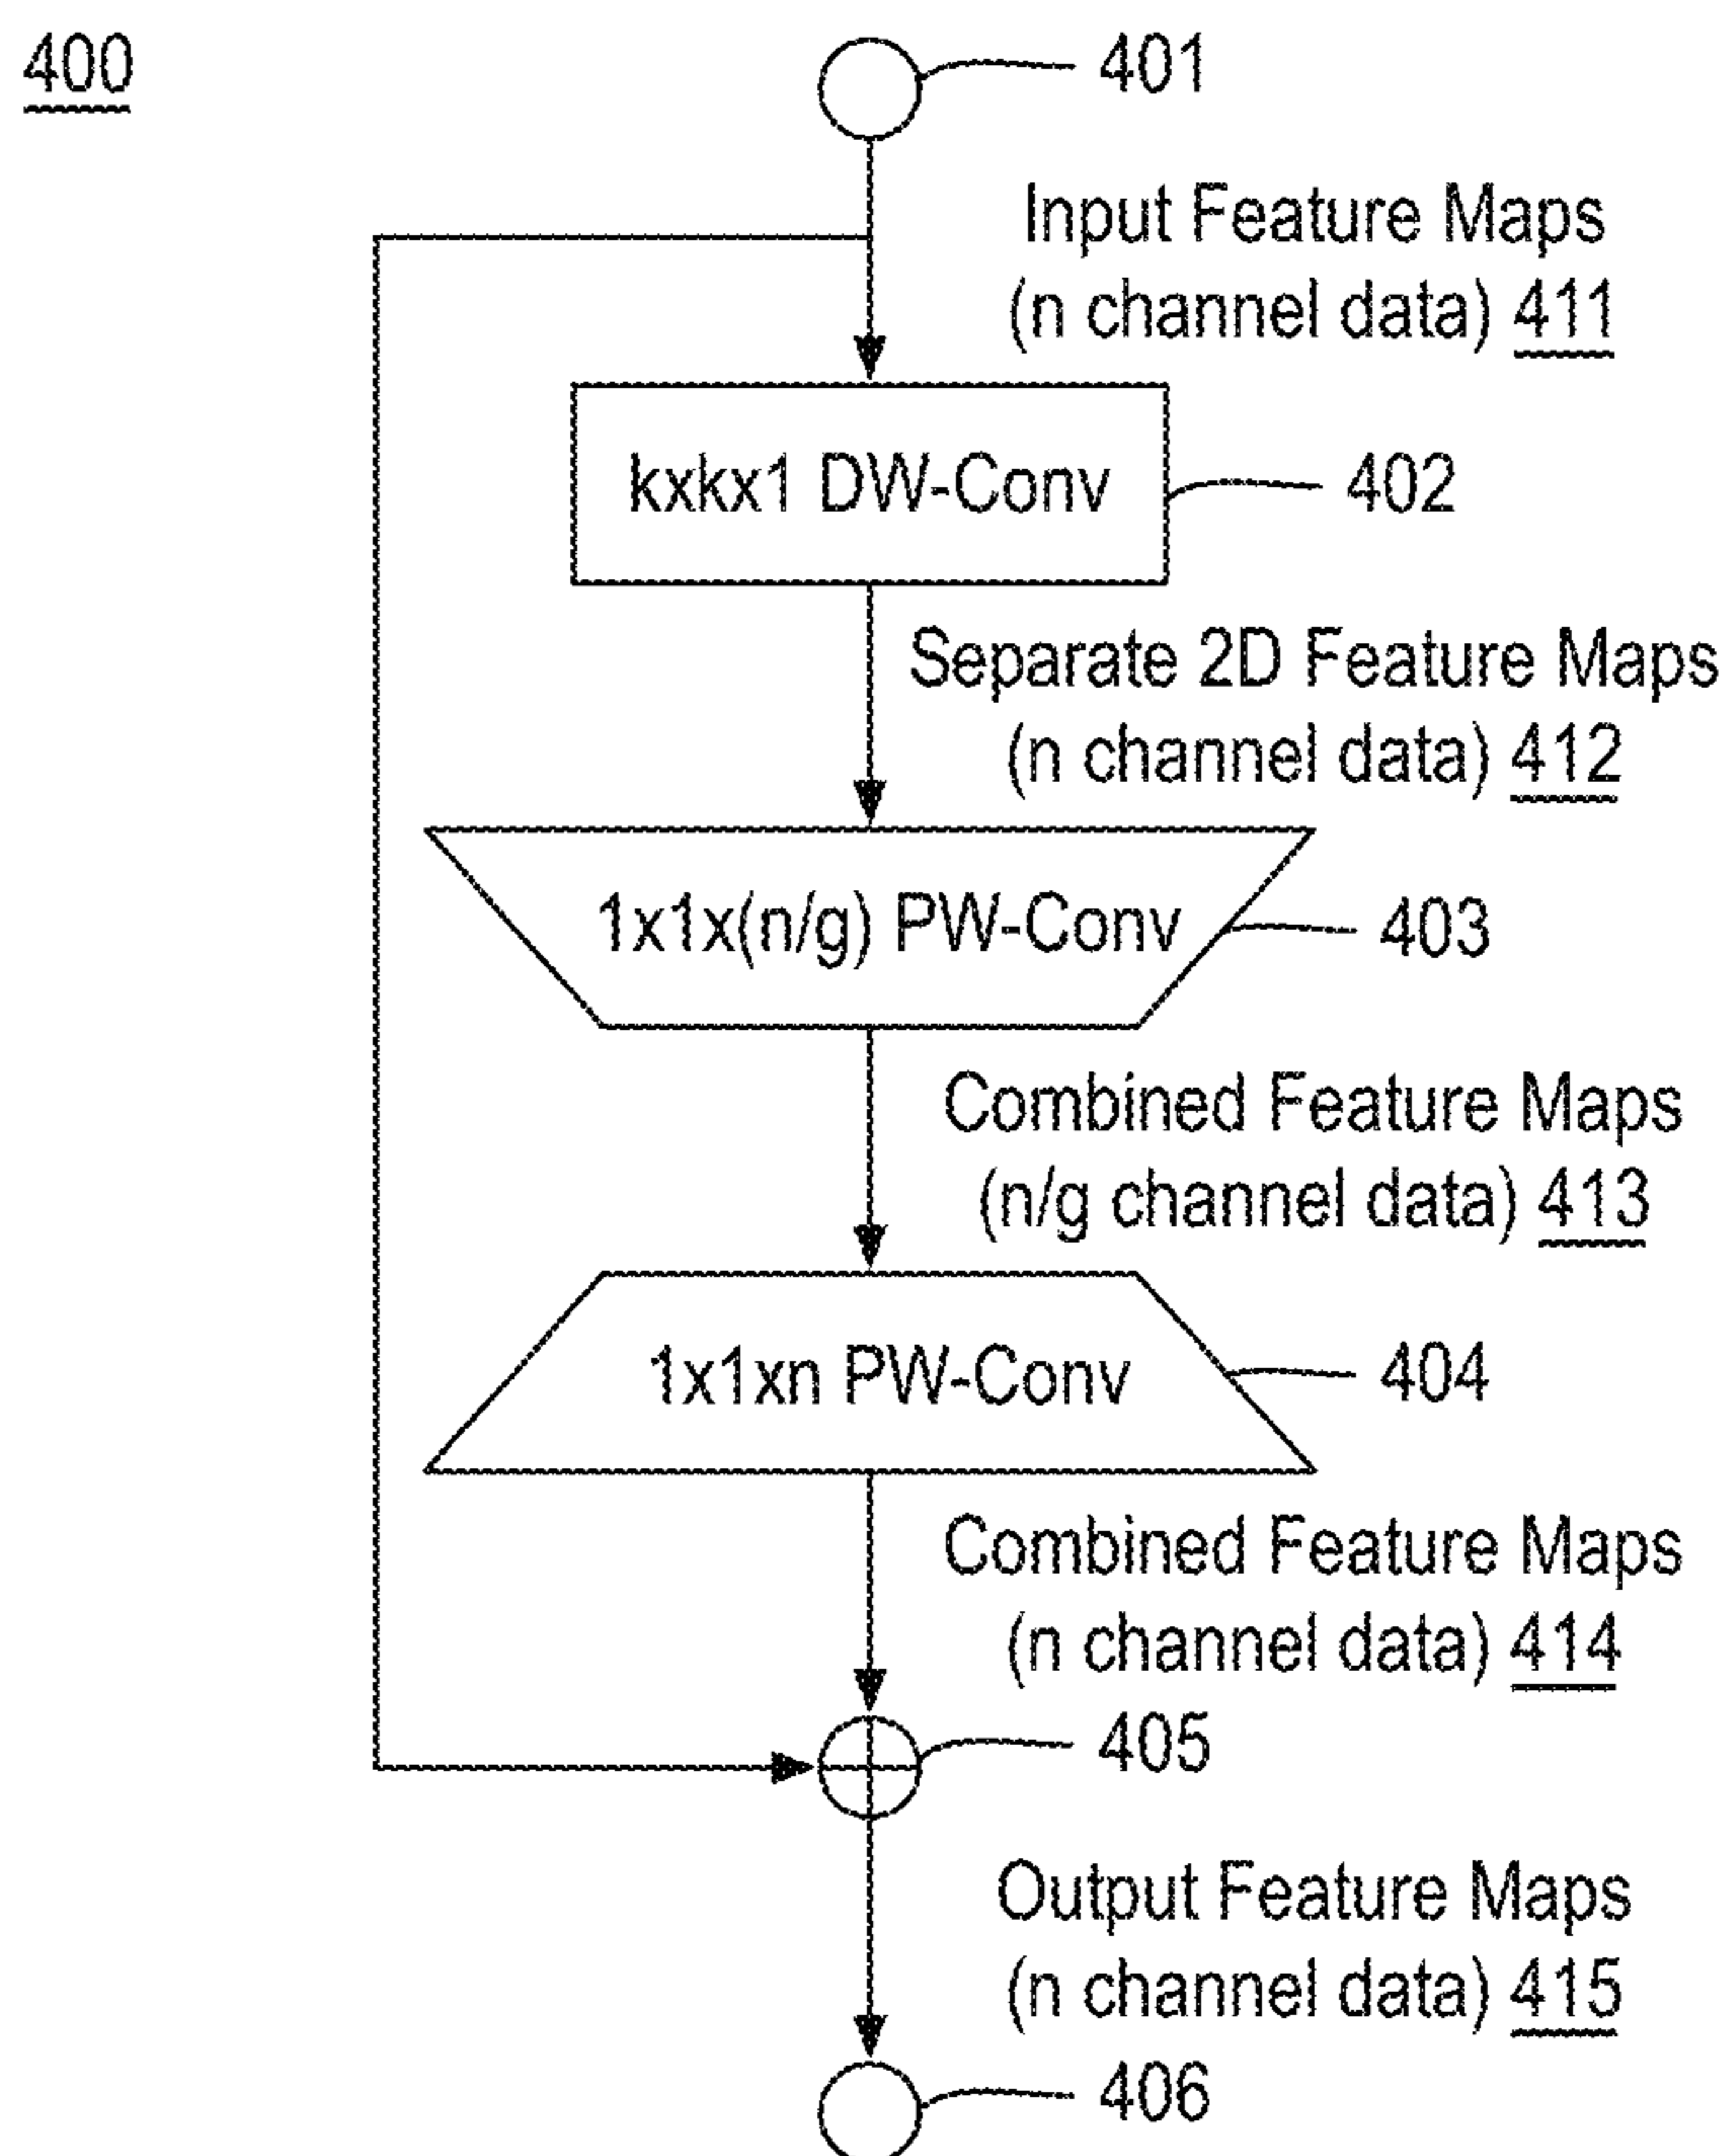 400
401
Input Feature Maps
(n channel data) 411
kxkx1 DW-Conv
402
Separate 2D Feature Maps
(n channel data) 412
1x1x(n/g) PW-Conv
403
Combined Feature Maps
(n/g channel data) 413
1x1xn PW-Conv
404
Combined Feature Maps
(n channel data) 414
405
Output Feature Maps
(n channel data) 415
406